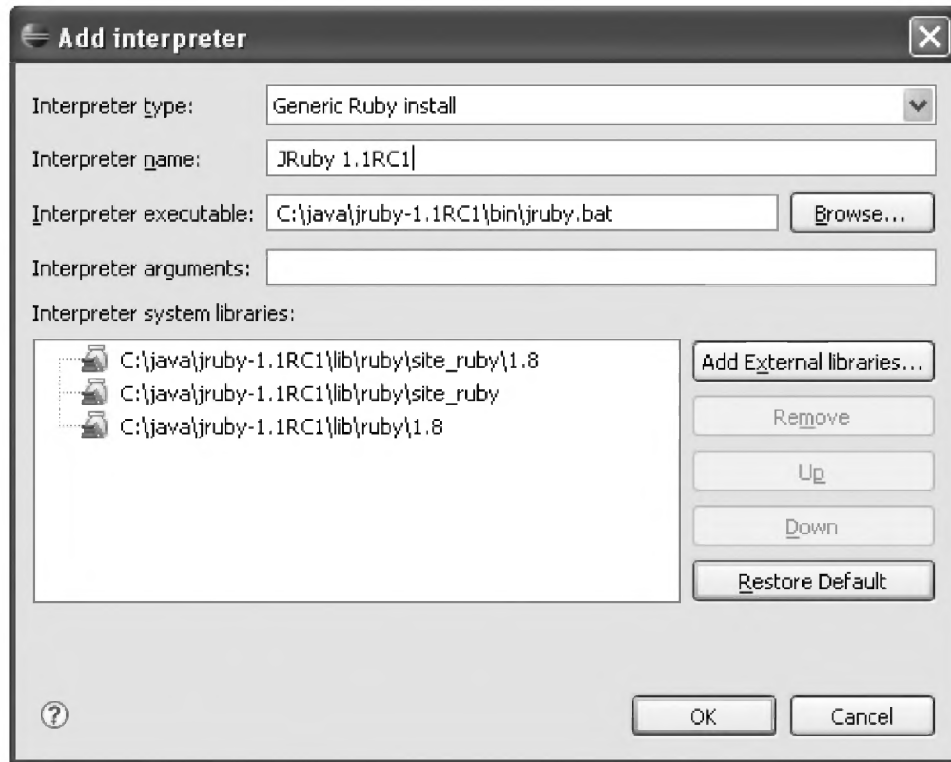 Add interpreter
Interpreter type: Generic Ruby install
Interpreter name: JRuby 1.1RC1
Interpreter executable: C:\java\jruby-1.1RC1\bin\jruby.bat Browse...
Interpreter arguments:
Interpreter system libraries:
C:\java\jruby-1.1RC1\lib\ruby\site_ruby\1.8
C:\java\jruby-1.1RC1\lib\ruby\site_ruby
C:\java\jruby-1.1RC1\lib\ruby\1.8
Add External libraries...
Remove
Up
Down
Restore Default
? OK Cancel